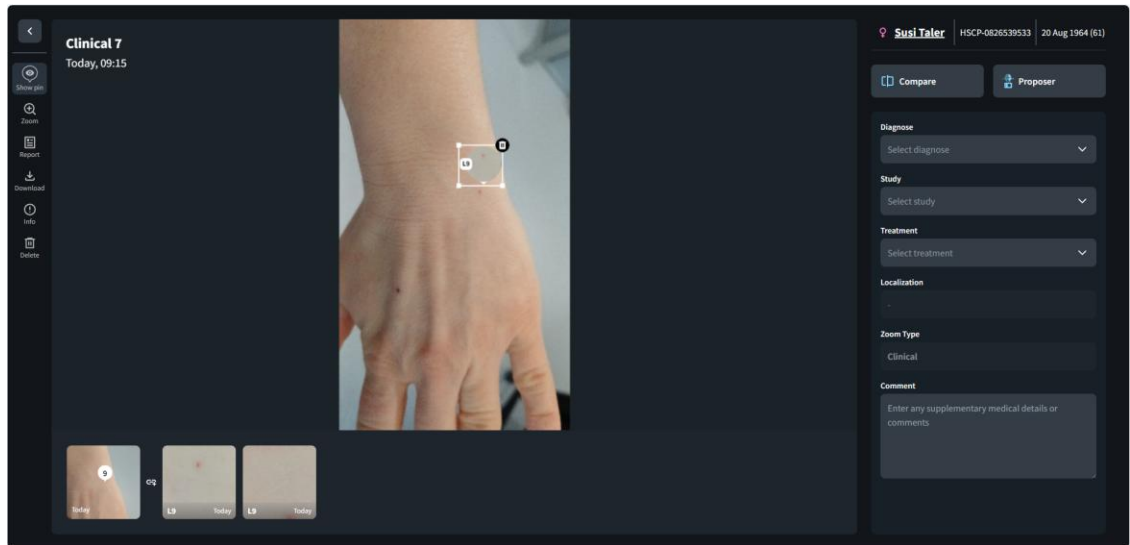 Clinical 7
Today, 09:15
Show pin
Zoom
Report
Download
Info
Delete
L9
9
Today
L9 Today
L9 Today
Susi Taler HSCP-0826539533 20 Aug 1964 (61)
Compare Proposer
Diagnose
Select diagnose
Study
Select study
Treatment
Select treatment
Localization
-
Zoom Type
Clinical
Comment
Enter any supplementary medical details or
comments